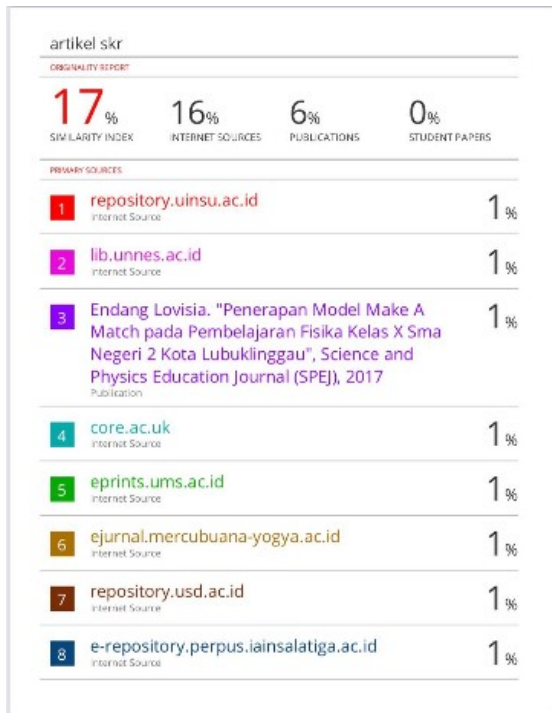 artikel skr
ORIGINALITY REPORT
17% 16% 6% 0%
SIMILARITY INDEX INTERNET SOURCES PUBLICATIONS STUDENT PAPERS
PRIMARY SOURCES
1 repository.uinsu.ac.id 1%
Internet Source
2 lib.unnes.ac.id 1%
Internet Source
3 Endang Lovisia. "Penerapan Model Make A 1%
Match pada Pembelajaran Fisika Kelas X Sma
Negeri 2 Kota Lubuklinggau", Science and
Physics Education Journal (SPEJ), 2017
Publication
4 core.ac.uk 1%
Internet Source
5 eprints.ums.ac.id 1%
Internet Source
6 ejurnal.mercubuana-yogya.ac.id 1%
Internet Source
7 repository.usd.ac.id 1%
Internet Source
8 e-repository.perpus.iainsalatiga.ac.id 1%
Internet Source